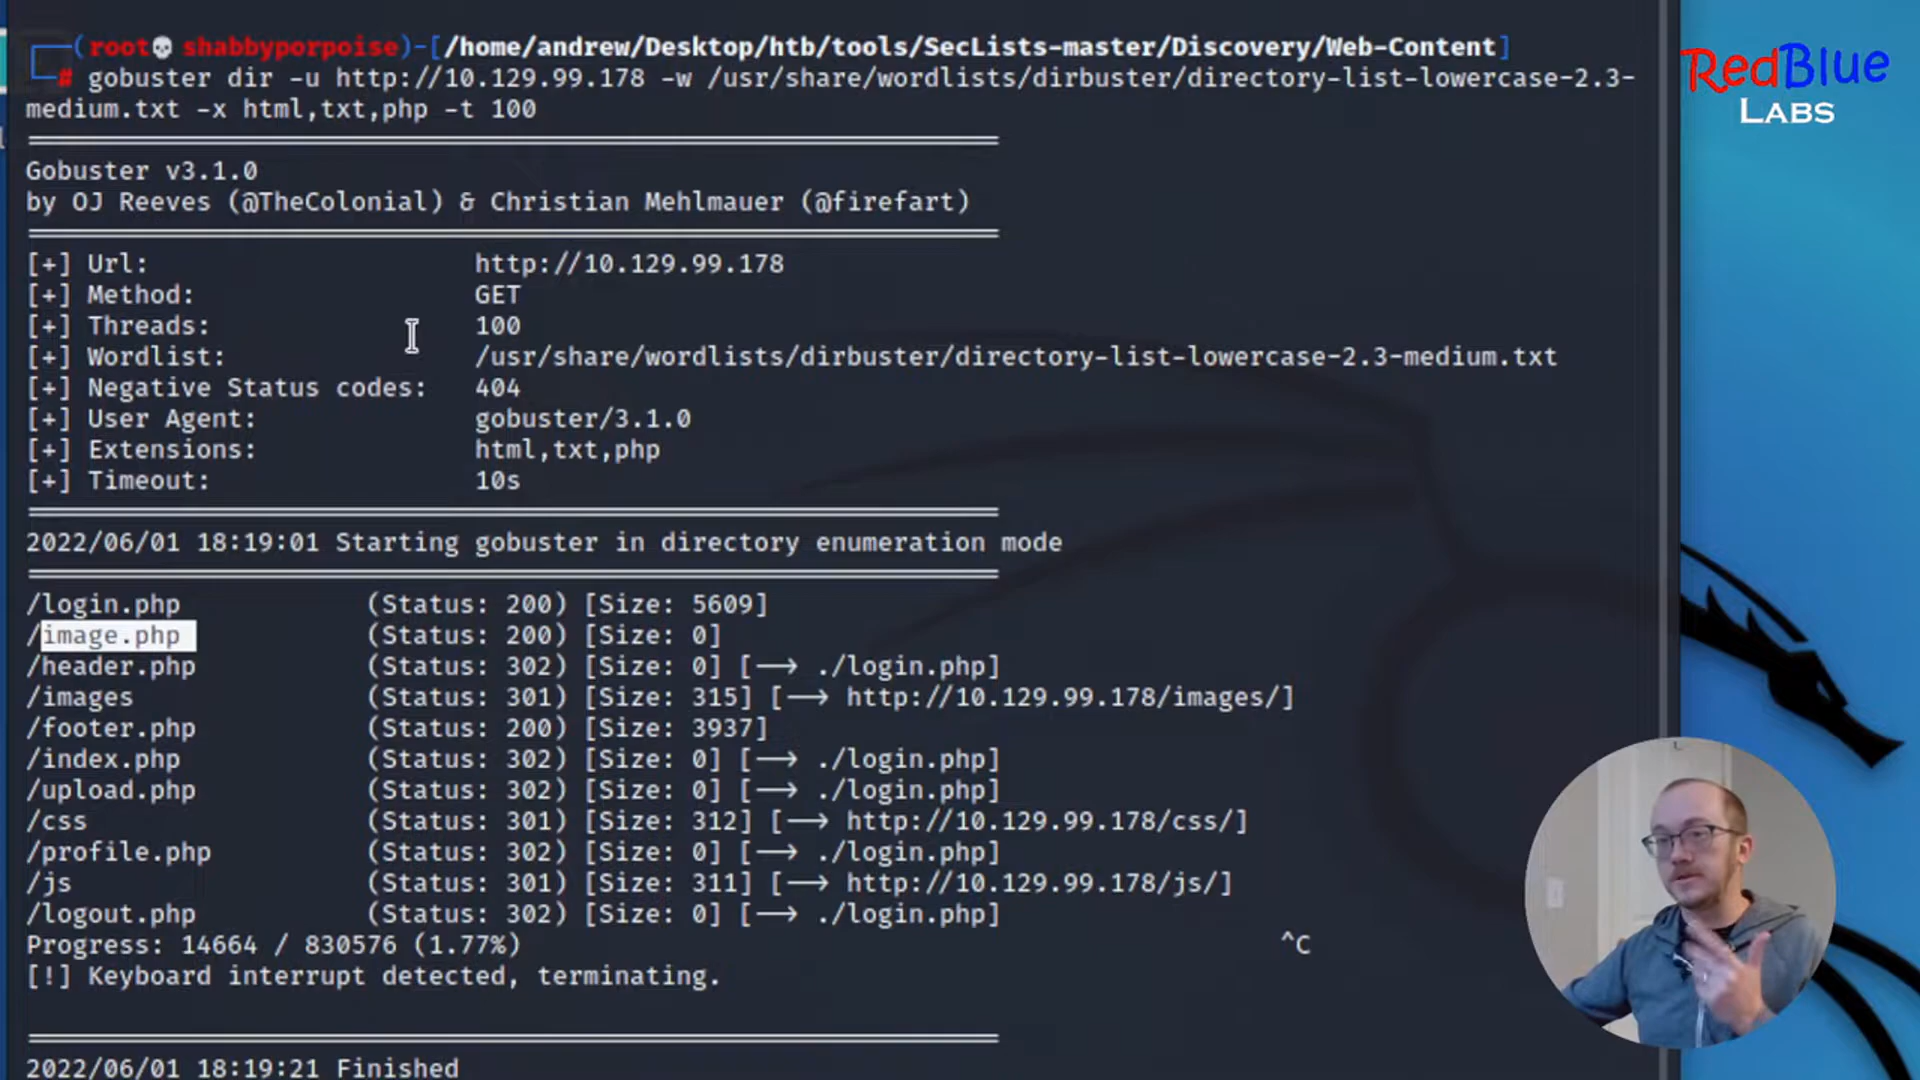 (root💀 shabbyporpoise)-[/home/andrew/Desktop/htb/tools/SecLists-master/Discovery/Web-Content]
# gobuster dir -u http://10.129.99.178 -w /usr/share/wordlists/dirbuster/directory-list-lowercase-2.3-
medium.txt -x html,txt,php -t 100
RedBlue
LABS
Gobuster v3.1.0
by OJ Reeves (@TheColonial) & Christian Mehlmauer (@firefart)
[+] Url: http://10.129.99.178
[+] Method: GET
[+] Threads: 100
[+] Wordlist: /usr/share/wordlists/dirbuster/directory-list-lowercase-2.3-medium.txt
[+] Negative Status codes: 404
[+] User Agent: gobuster/3.1.0
[+] Extensions: html,txt,php
[+] Timeout: 10s
2022/06/01 18:19:01 Starting gobuster in directory enumeration mode
/login.php (Status: 200) [Size: 5609]
/image.php (Status: 200) [Size: 0]
/header.php (Status: 302) [Size: 0] [--> ./login.php]
/images (Status: 301) [Size: 315] [--> http://10.129.99.178/images/]
/footer.php (Status: 200) [Size: 3937]
/index.php (Status: 302) [Size: 0] [--> ./login.php]
/upload.php (Status: 302) [Size: 0] [--> ./login.php]
/css (Status: 301) [Size: 312] [--> http://10.129.99.178/css/]
/profile.php (Status: 302) [Size: 0] [--> ./login.php]
/js (Status: 301) [Size: 311] [--> http://10.129.99.178/js/]
/logout.php (Status: 302) [Size: 0] [--> ./login.php]
Progress: 14664 / 830576 (1.77%) ^C
[!] Keyboard interrupt detected, terminating.
2022/06/01 18:19:21 Finished